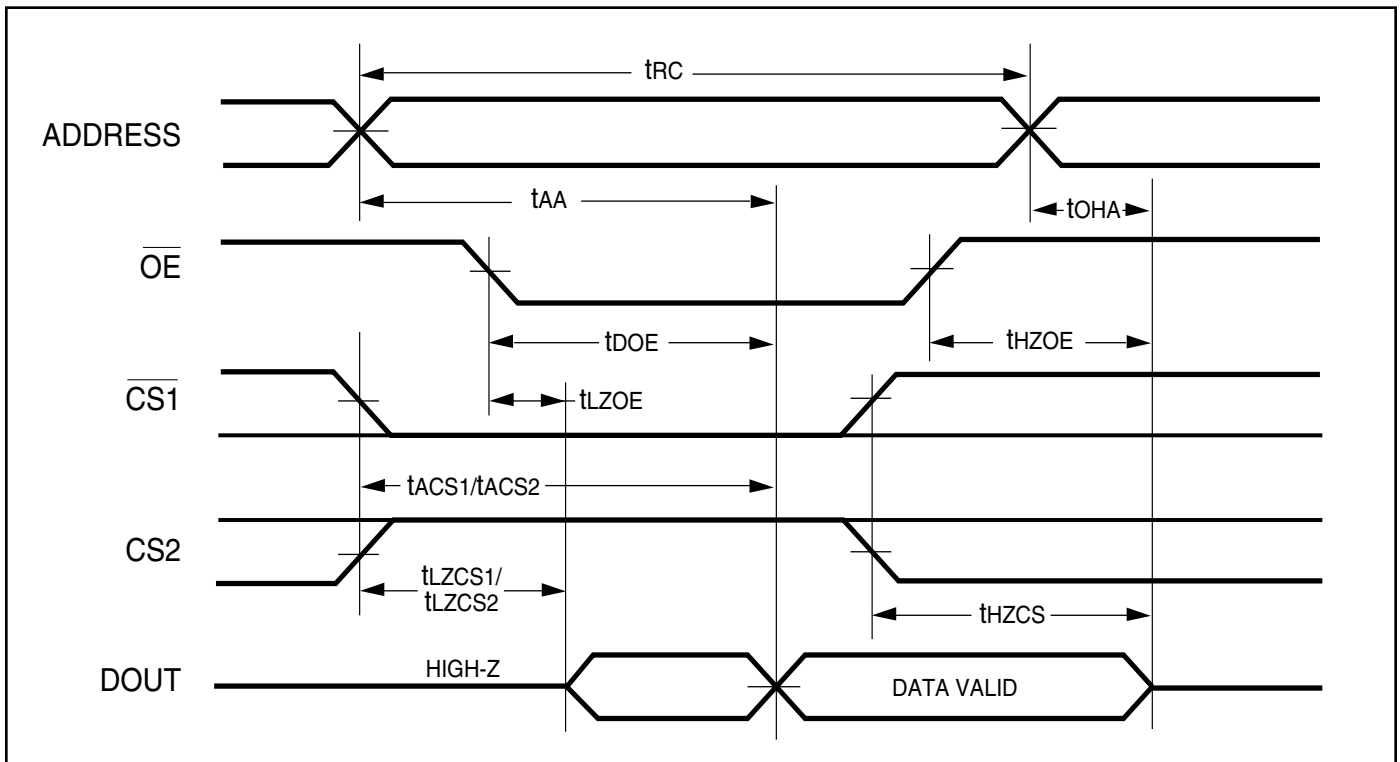 tRC
ADDRESS
tAA
tOHA
OE
tDOE
tHZOE
CS1
tLZOE
tACS1/tACS2
CS2
tLZCS1/
tLZCS2
tHZCS
DOUT
HIGH-Z
DATA VALID